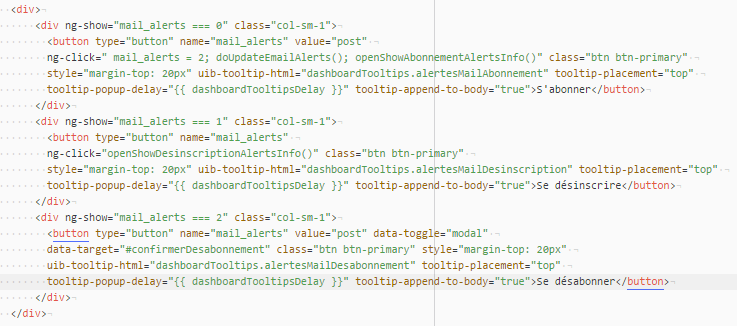 <div>
<div ng-show="mail_alerts === 0" class="col-sm-1">
<button type="button" name="mail_alerts" value="post"
ng-click=" mail_alerts = 2; doUpdateEmailAlerts(); openShowAbonnementAlertsInfo()" class="btn btn-primary"
style="margin-top: 20px" uib-tooltip-html="dashboardTooltips.alertesMailAbonnement" tooltip-placement="top"
tooltip-popup-delay="{{ dashboardTooltipsDelay }}" tooltip-append-to-body="true">S'abonner</button>
</div>
<div ng-show="mail_alerts === 1" class="col-sm-1">
<button type="button" name="mail_alerts"
ng-click="openShowDesinscriptionAlertsInfo()" class="btn btn-primary"
style="margin-top: 20px" uib-tooltip-html="dashboardTooltips.alertesMailDesinscription" tooltip-placement="top"
tooltip-popup-delay="{{ dashboardTooltipsDelay }}" tooltip-append-to-body="true">Se désinscrire</button>
</div>
<div ng-show="mail_alerts === 2" class="col-sm-1">
<button type="button" name="mail_alerts" value="post" data-toggle="modal"
data-target="#confirmerDesabonnement" class="btn btn-primary" style="margin-top: 20px"
uib-tooltip-html="dashboardTooltips.alertesMailDesabonnement" tooltip-placement="top"
tooltip-popup-delay="{{ dashboardTooltipsDelay }}" tooltip-append-to-body="true">Se désabonner</button>
</div>
</div>